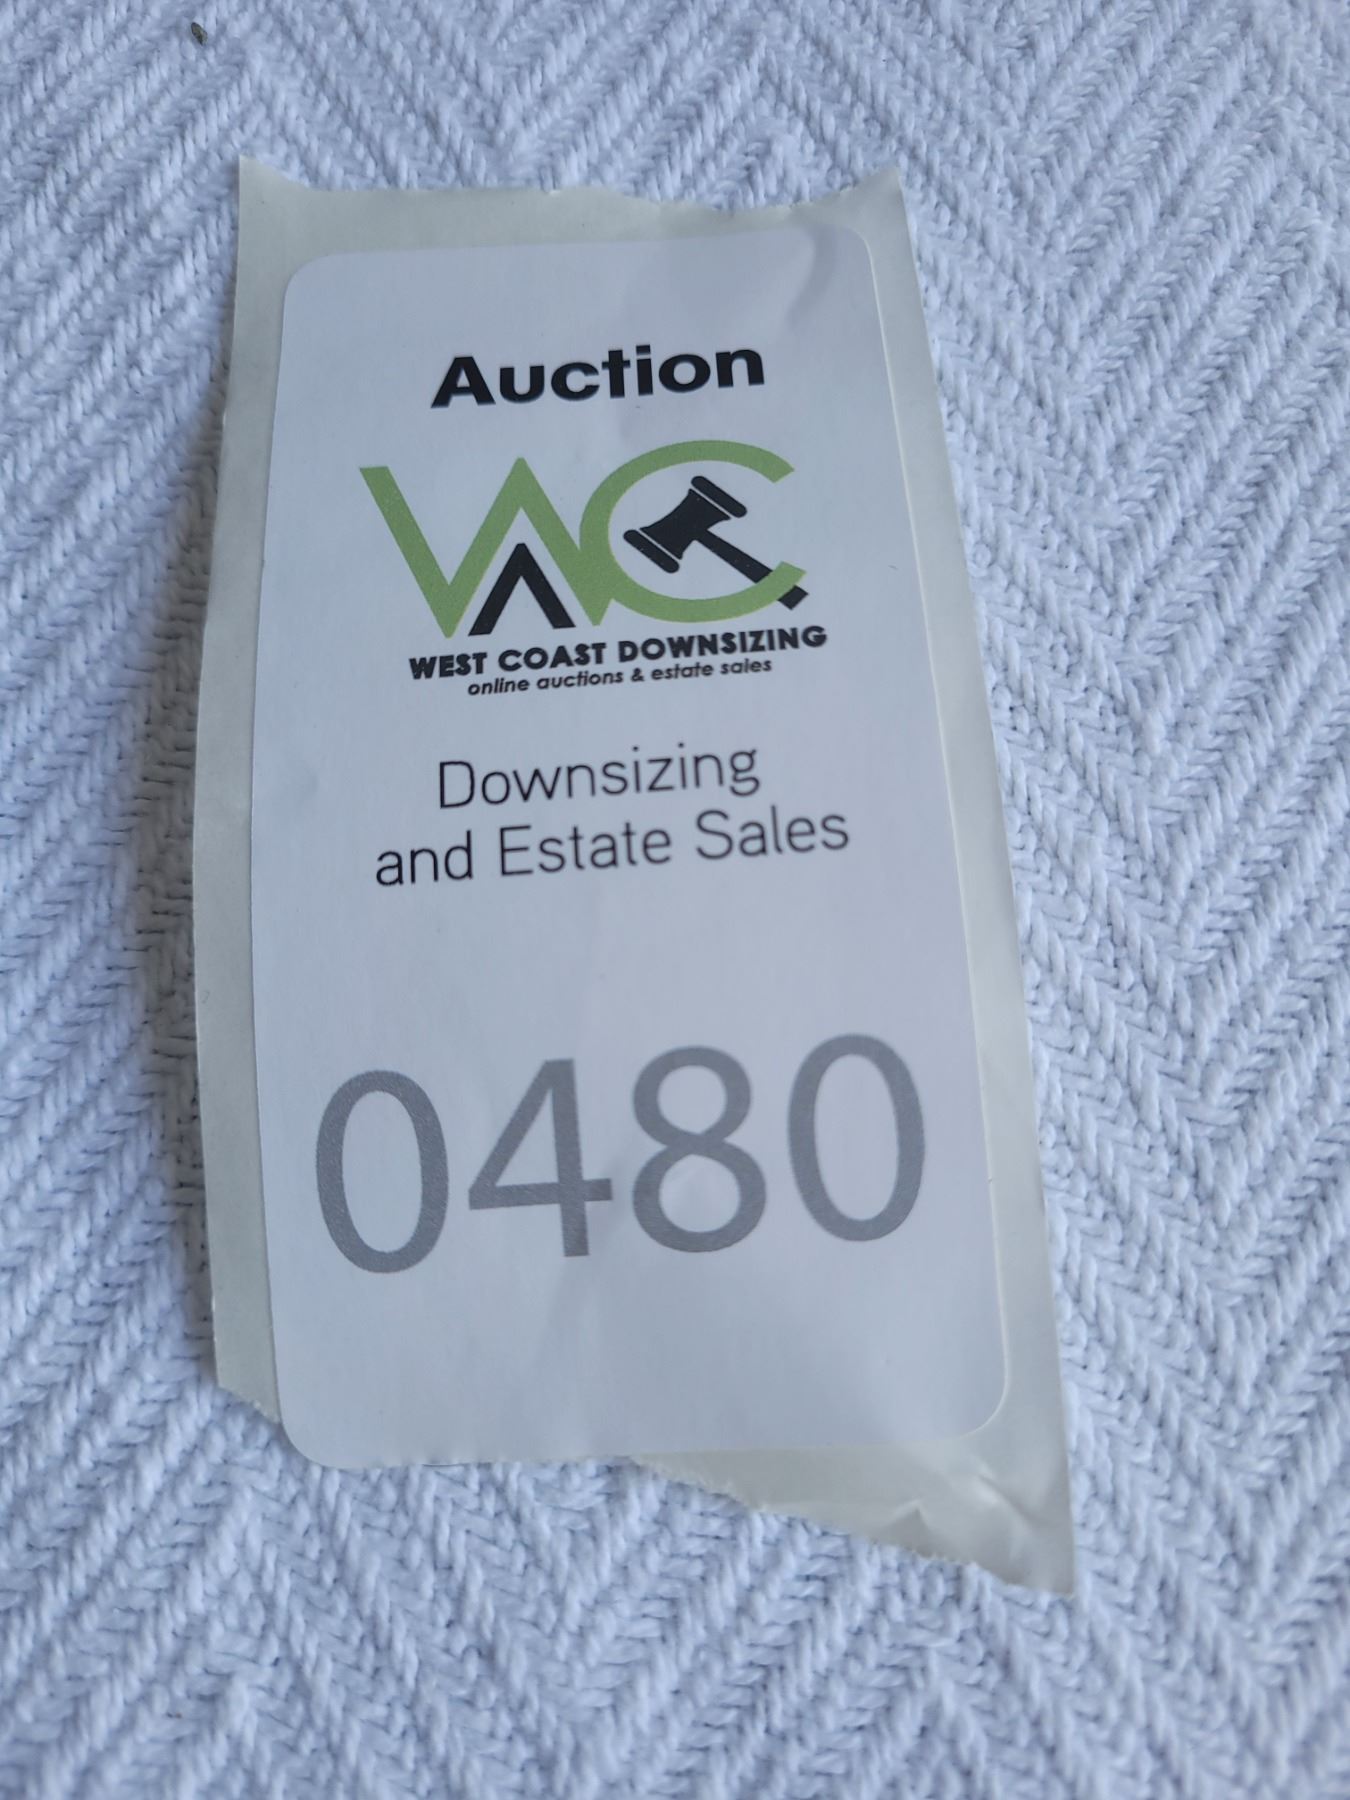 Auction
WC
WEST COAST DOWNSIZING
online auctions & estate sales
Downsizing
and Estate Sales
0480